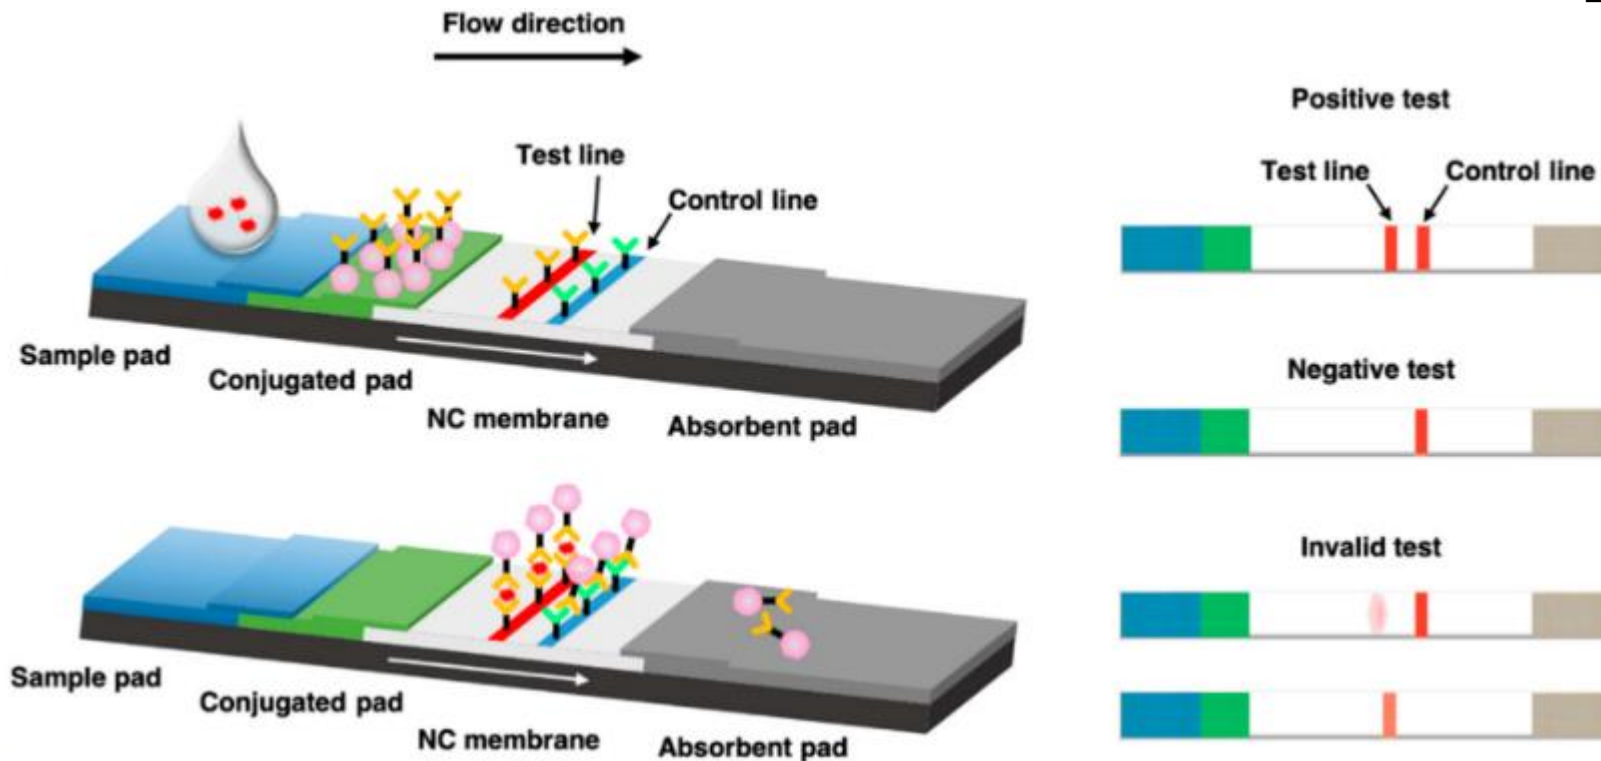 Flow direction
Test line
Control line
Sample pad
Conjugated pad
NC membrane
Absorbent pad
Sample pad
Conjugated pad
NC membrane
Absorbent pad
Positive test
Test line
Control line
Negative test
Invalid test